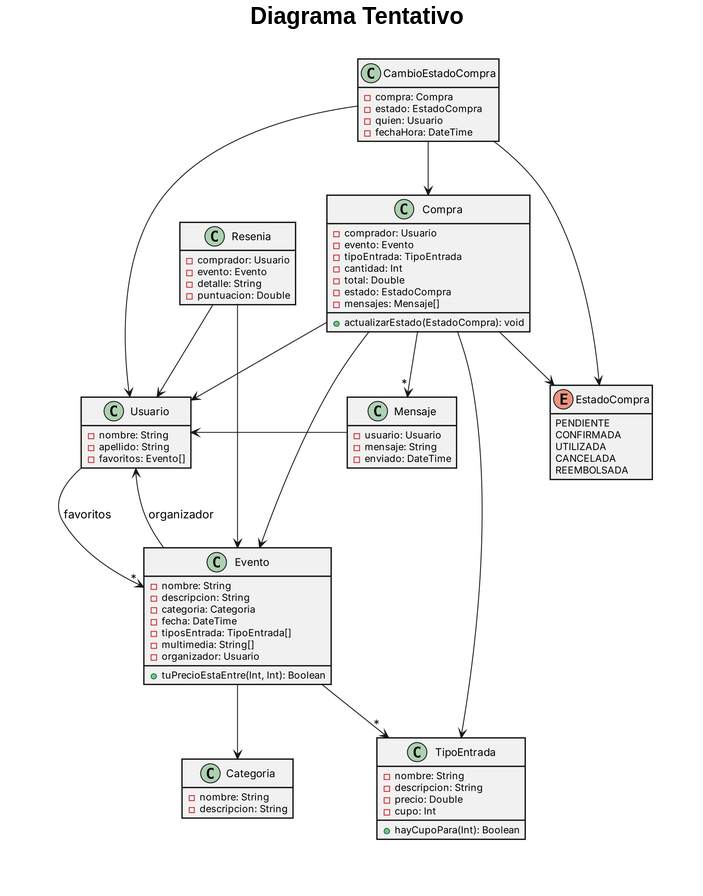 Diagrama Tentativo
C CambioEstadoCompra
compra: Compra
estado: EstadoCompra
quien: Usuario
fechaHora: DateTime
C Compra
comprador: Usuario
evento: Evento
tipoEntrada: TipoEntrada
cantidad: Int
total: Double
estado: EstadoCompra
mensajes: Mensaje[]
actualizarEstado(EstadoCompra): void
C Resenia
comprador: Usuario
evento: Evento
detalle: String
puntuacion: Double
C Usuario
nombre: String
apellido: String
favoritos: Evento[]
*
C Mensaje
usuario: Usuario
mensaje: String
enviado: DateTime
E EstadoCompra
PENDIENTE
CONFIRMADA
UTILIZADA
CANCELADA
REEMBOLSADA
favoritos
organizador
*
C Evento
nombre: String
descripcion: String
categoria: Categoria
fecha: DateTime
tiposEntrada: TipoEntrada[]
multimedia: String[]
organizador: Usuario
tuPrecioEstaEntre(Int, Int): Boolean
*
C Categoria
nombre: String
descripcion: String
C TipoEntrada
nombre: String
descripcion: String
precio: Double
cupo: Int
hayCupoPara(Int): Boolean